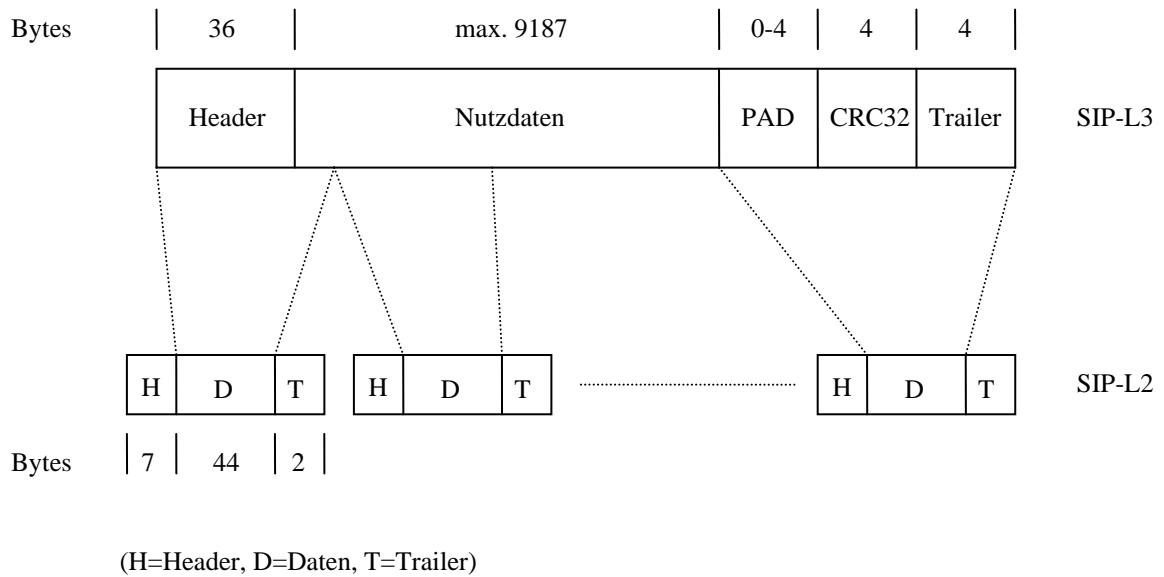 Bytes 36 max. 9187 0-4 4 4
Header Nutzdaten PAD CRC32 Trailer SIP-L3
H D T H D T H D T SIP-L2
Bytes 7 44 2
(H=Header, D=Daten, T=Trailer)